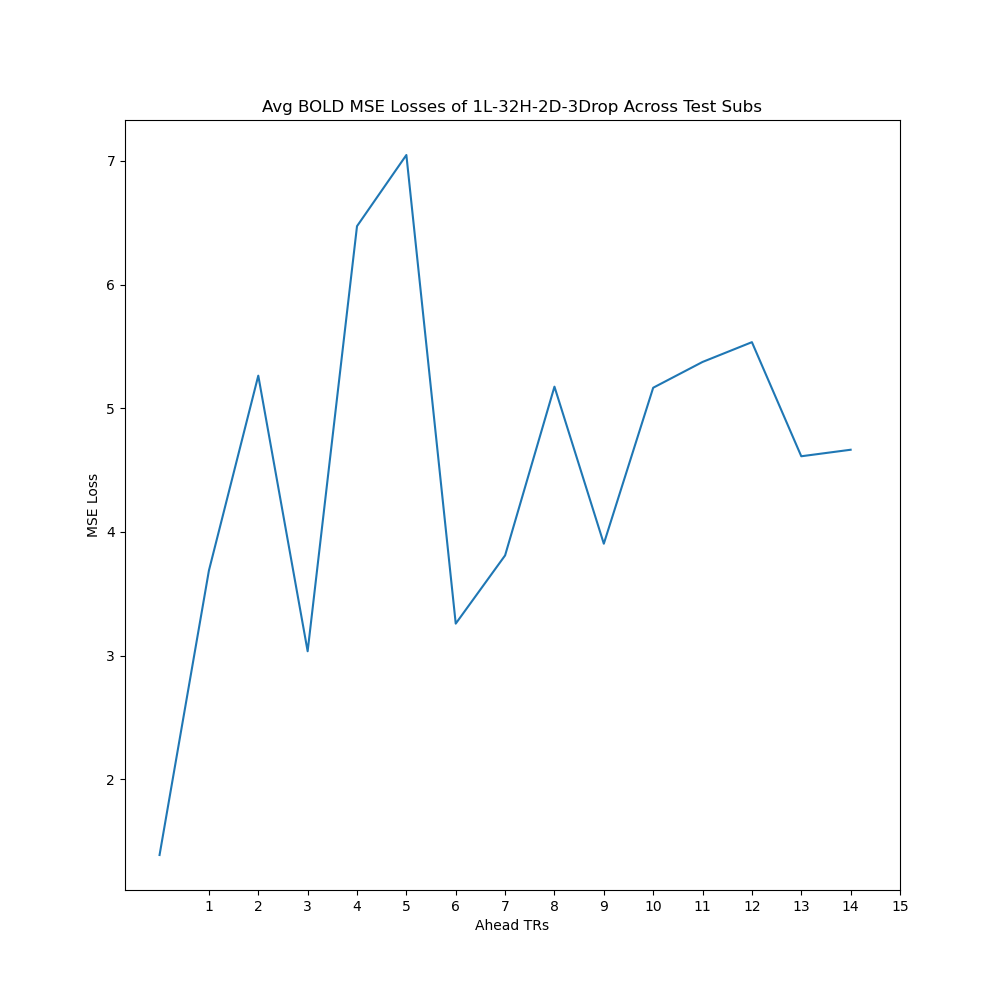 Avg BOLD MSE Losses of 1L-32H-2D-3Drop Across Test Subs
7
6
5
4
3
2
MSE Loss
1 2 3 4 5 6 7 8 9 10 11 12 13 14 15
Ahead TRs